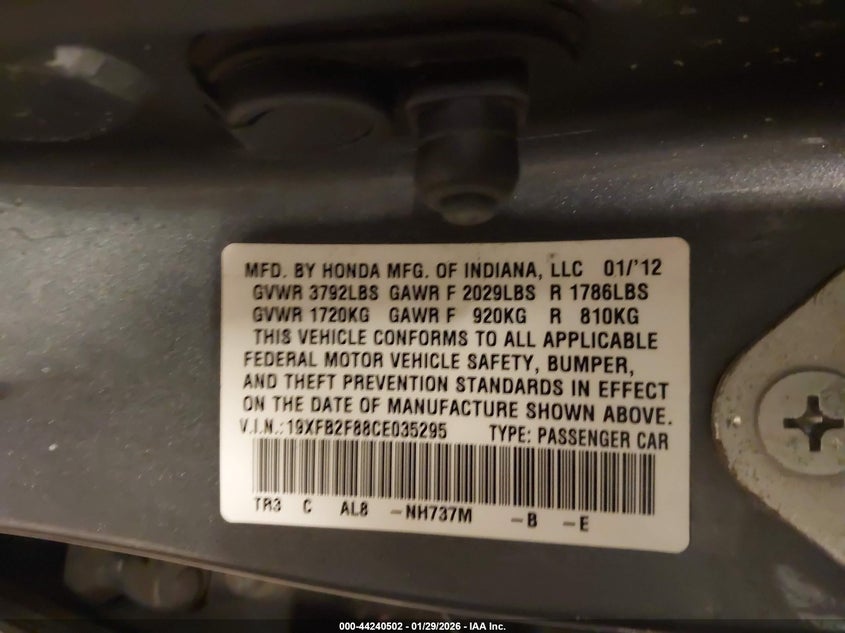 MFD. BY HONDA MFG. OF INDIANA, LLC 01/'12
GVWR 3792LBS GAWR F 2029LBS R 1786LBS
GVWR 1720KG GAWR F 920KG R 810KG
THIS VEHICLE CONFORMS TO ALL APPLICABLE
FEDERAL MOTOR VEHICLE SAFETY, BUMPER,
AND THEFT PREVENTION STANDARDS IN EFFECT
ON THE DATE OF MANUFACTURE SHOWN ABOVE.
V.I.N.: 19XFB2F88CE035295 TYPE: PASSENGER CAR
TR3 C AL8 -NH737M -B -E
000-44240502 - 01/29/2026 - IAA Inc.